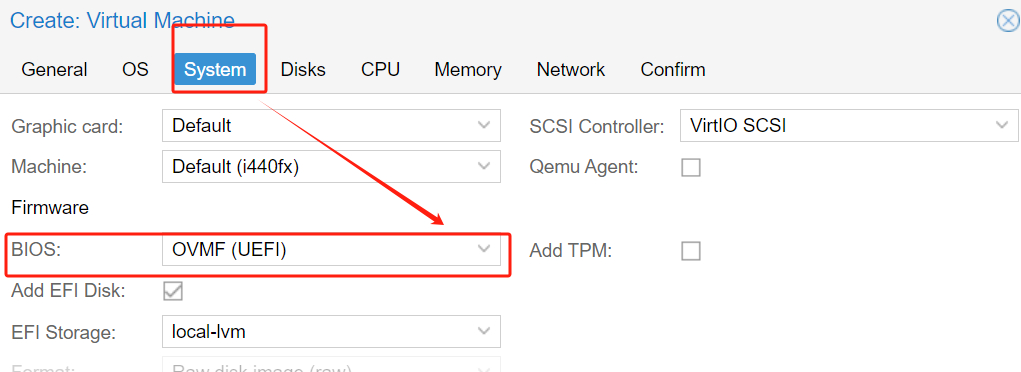 Create: Virtual Machine
General OS System Disks CPU Memory Network Confirm
Graphic card: Default SCSI Controller: VirtIO SCSI
Machine: Default (i440fx) Qemu Agent:
Firmware
BIOS: OVMF (UEFI) Add TPM:
Add EFI Disk:
EFI Storage: local-lvm
Format: Raw disk image (raw)